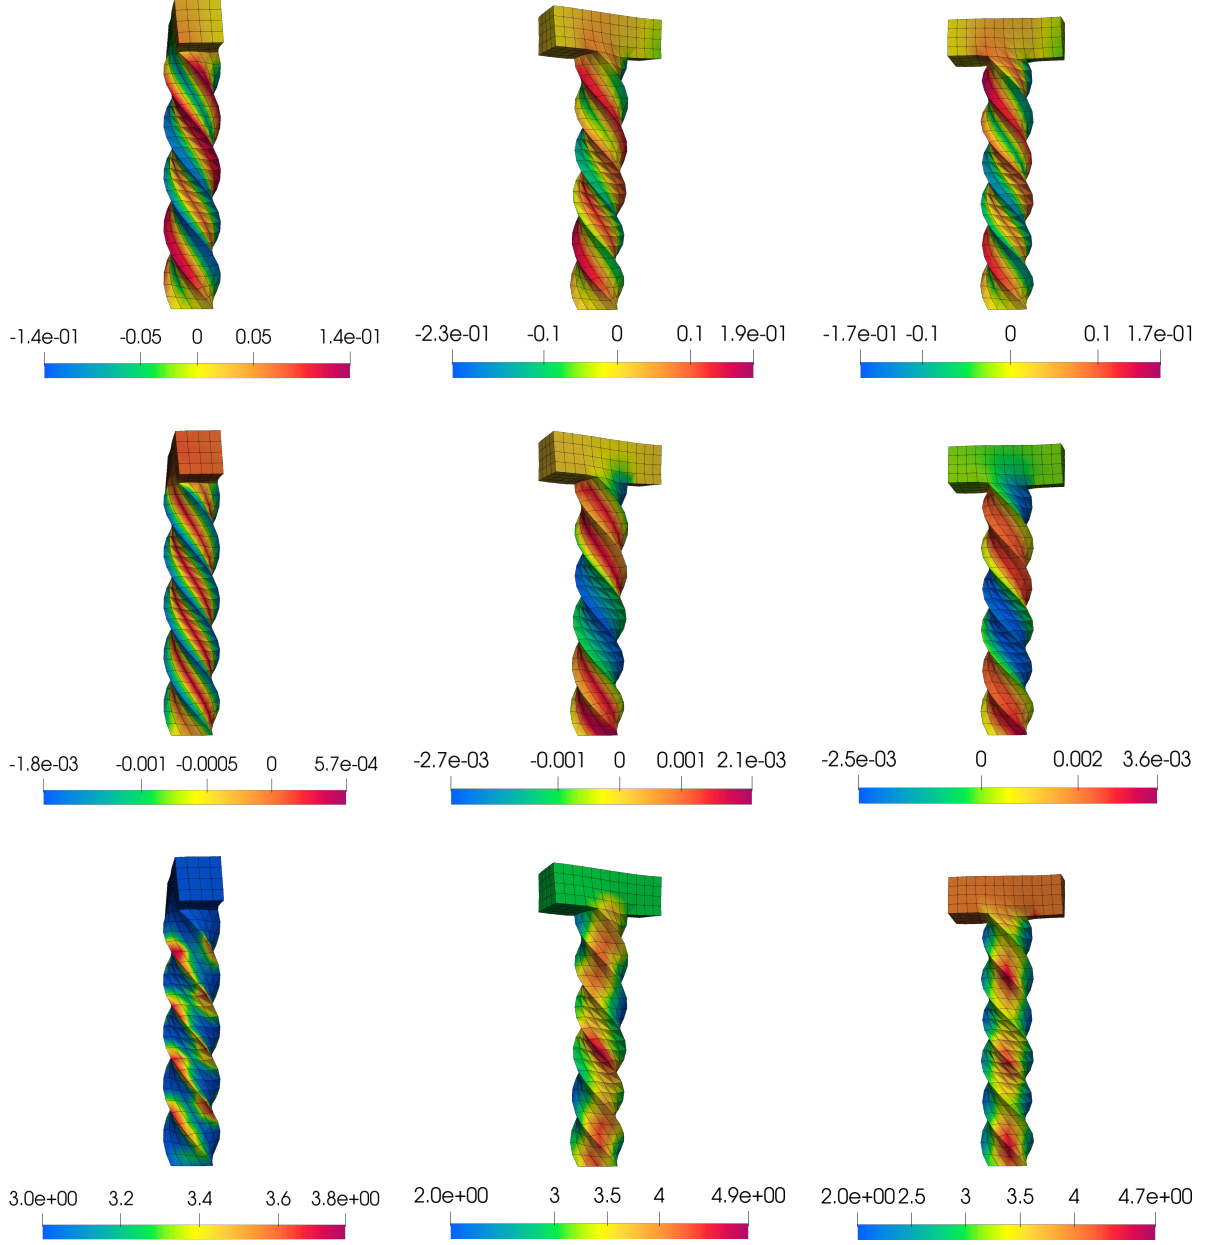 -1.4e-01 -0.05 0 0.05 1.4e-01
-2.3e-01 -0.1 0 0.1 1.9e-01
-1.7e-01 -0.1 0 0.1 1.7e-01
-1.8e-03 -0.001 -0.0005 0 5.7e-04
-2.7e-03 -0.001 0 0.001 2.1e-03
-2.5e-03 0 0.002 3.6e-03
3.0e+00 3.2 3.4 3.6 3.8e+00
2.0e+00 3 3.5 4 4.9e+00
2.0e+00 2.5 3 3.5 4 4.7e+00